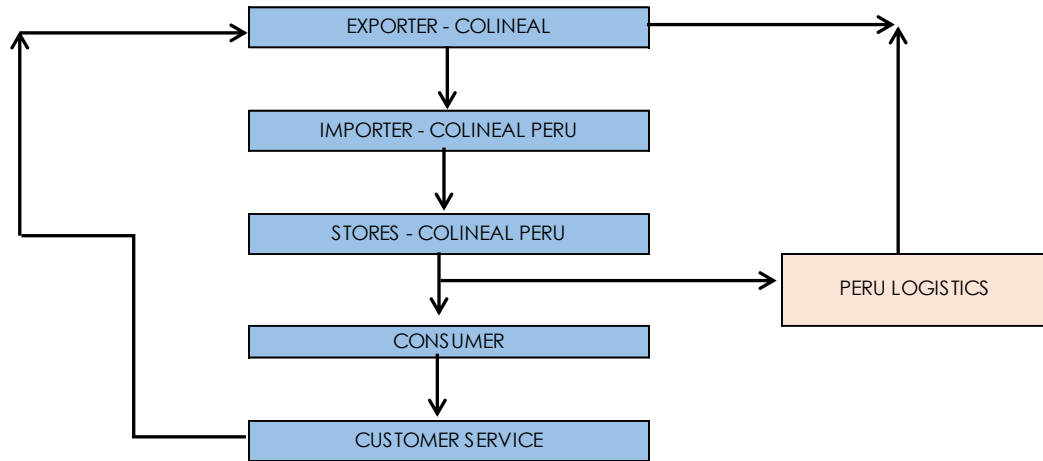 EXPORTER - COLINEAL
IMPORTER - COLINEAL PERU
STORES - COLINEAL PERU
PERU LOGISTICS
CONSUMER
CUSTOMER SERVICE